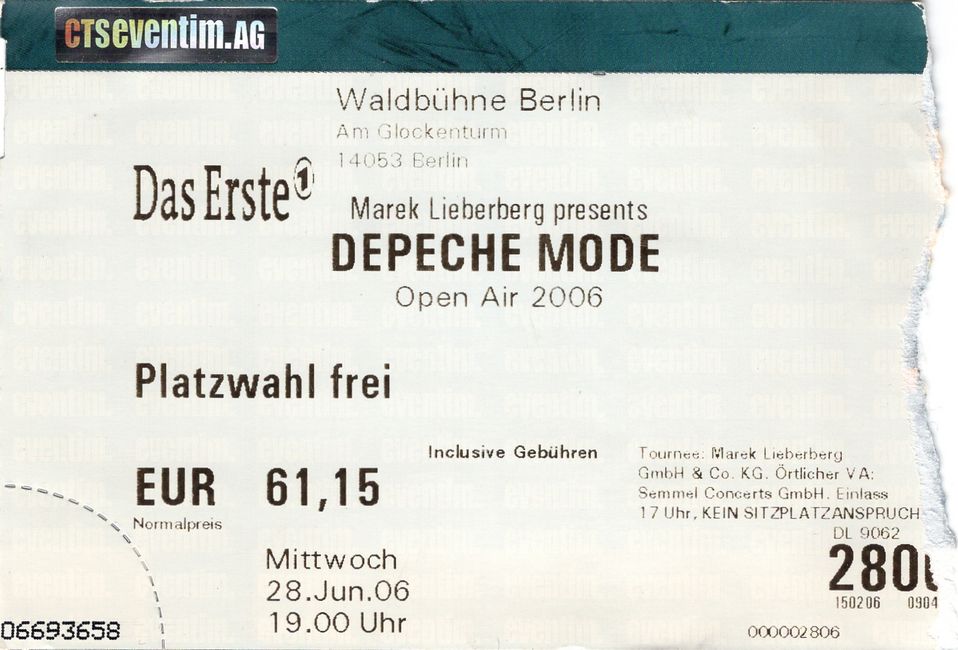 CTSeventim.AG
Waldbühne Berlin
Am Glockenturm
14053 Berlin
Das Erste 1
Marek Lieberberg presents
DEPECHE MODE
Open Air 2006
Platzwahl frei
Inclusive Gebühren
EUR 61,15
Normalpreis
Mittwoch
28.Jun.06
19.00 Uhr
Tournee: Marek Lieberberg
GmbH & Co. KG. Örtlicher VA:
Semmel Concerts GmbH. Einlass
17 Uhr, KEIN SITZPLATZANSPRUCH
DL 9062
280
150206 0904
06693658
000002806